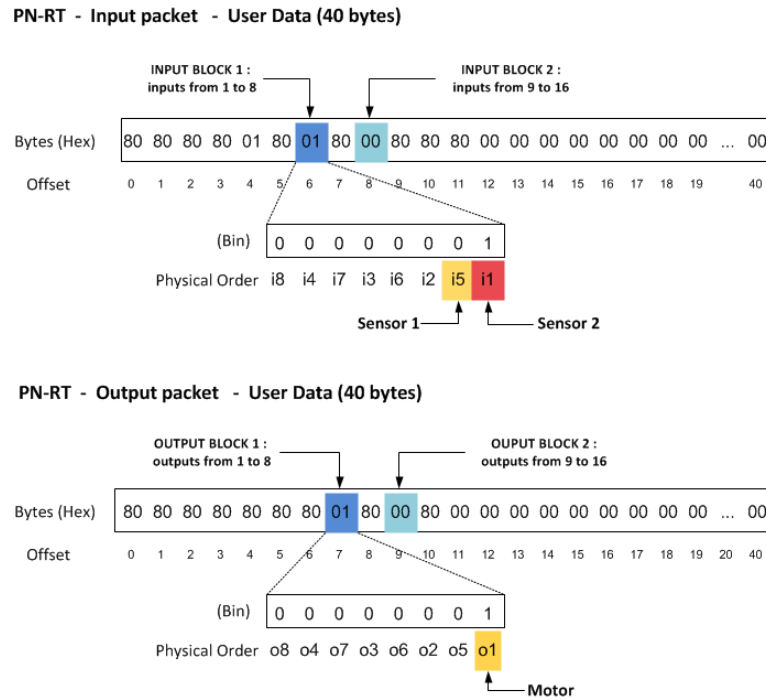 PN-RT - Input packet - User Data (40 bytes)
INPUT BLOCK 1 :
inputs from 1 to 8
INPUT BLOCK 2 :
inputs from 9 to 16
Bytes (Hex) 80 80 80 80 01 80 01 80 00 80 80 80 00 00 00 00 00 00 00 00 ... 00
Offset 0 1 2 3 4 5 6 7 8 9 10 11 12 13 14 15 16 17 18 19 40
(Bin) 0 0 0 0 0 0 0 1
Physical Order i8 i4 i7 i3 i6 i2 i5 i1
Sensor 1 Sensor 2
PN-RT - Output packet - User Data (40 bytes)
OUTPUT BLOCK 1 :
outputs from 1 to 8
OUPUT BLOCK 2 :
outputs from 9 to 16
Bytes (Hex) 80 80 80 80 80 80 80 01 80 00 80 00 00 00 00 00 00 00 00 00 ... 00
Offset 0 1 2 3 4 5 6 7 8 9 10 11 12 13 14 15 16 17 18 19 20 40
(Bin) 0 0 0 0 0 0 0 1
Physical Order o8 o4 o7 o3 o6 o2 o5 o1
Motor